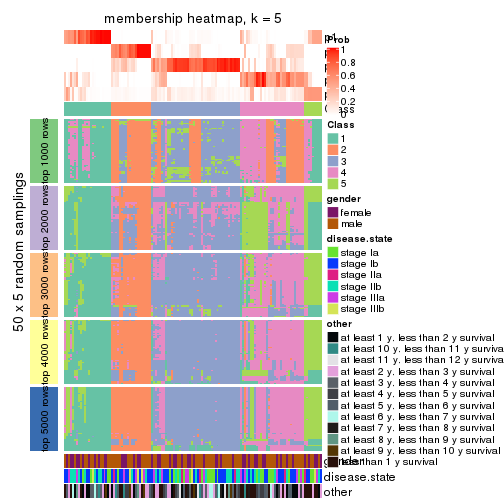 membership heatmap, k = 5
Prob
1
0.8
0.6
0.4
0.2
0
Class
1
2
3
4
5
gender
female
male
disease.state
stage Ia
stage Ib
stage IIa
stage IIb
stage IIIa
stage IIIb
other
at least 1 y, less than 2 y survival
at least 10 y, less than 11 y surviva
at least 11 y, less than 12 y surviva
at least 2 y, less than 3 y survival
at least 3 y, less than 4 y survival
at least 4 y, less than 5 y survival
at least 5 y, less than 6 y survival
at least 6 y, less than 7 y survival
at least 7 y, less than 8 y survival
at least 8 y, less than 9 y survival
at least 9 y, less than 10 y survival
less than 1 y survival
disease.state
other
50 x 5 random samplings
top 1000 rows
top 2000 rows
top 3000 rows
top 4000 rows
top 5000 rows